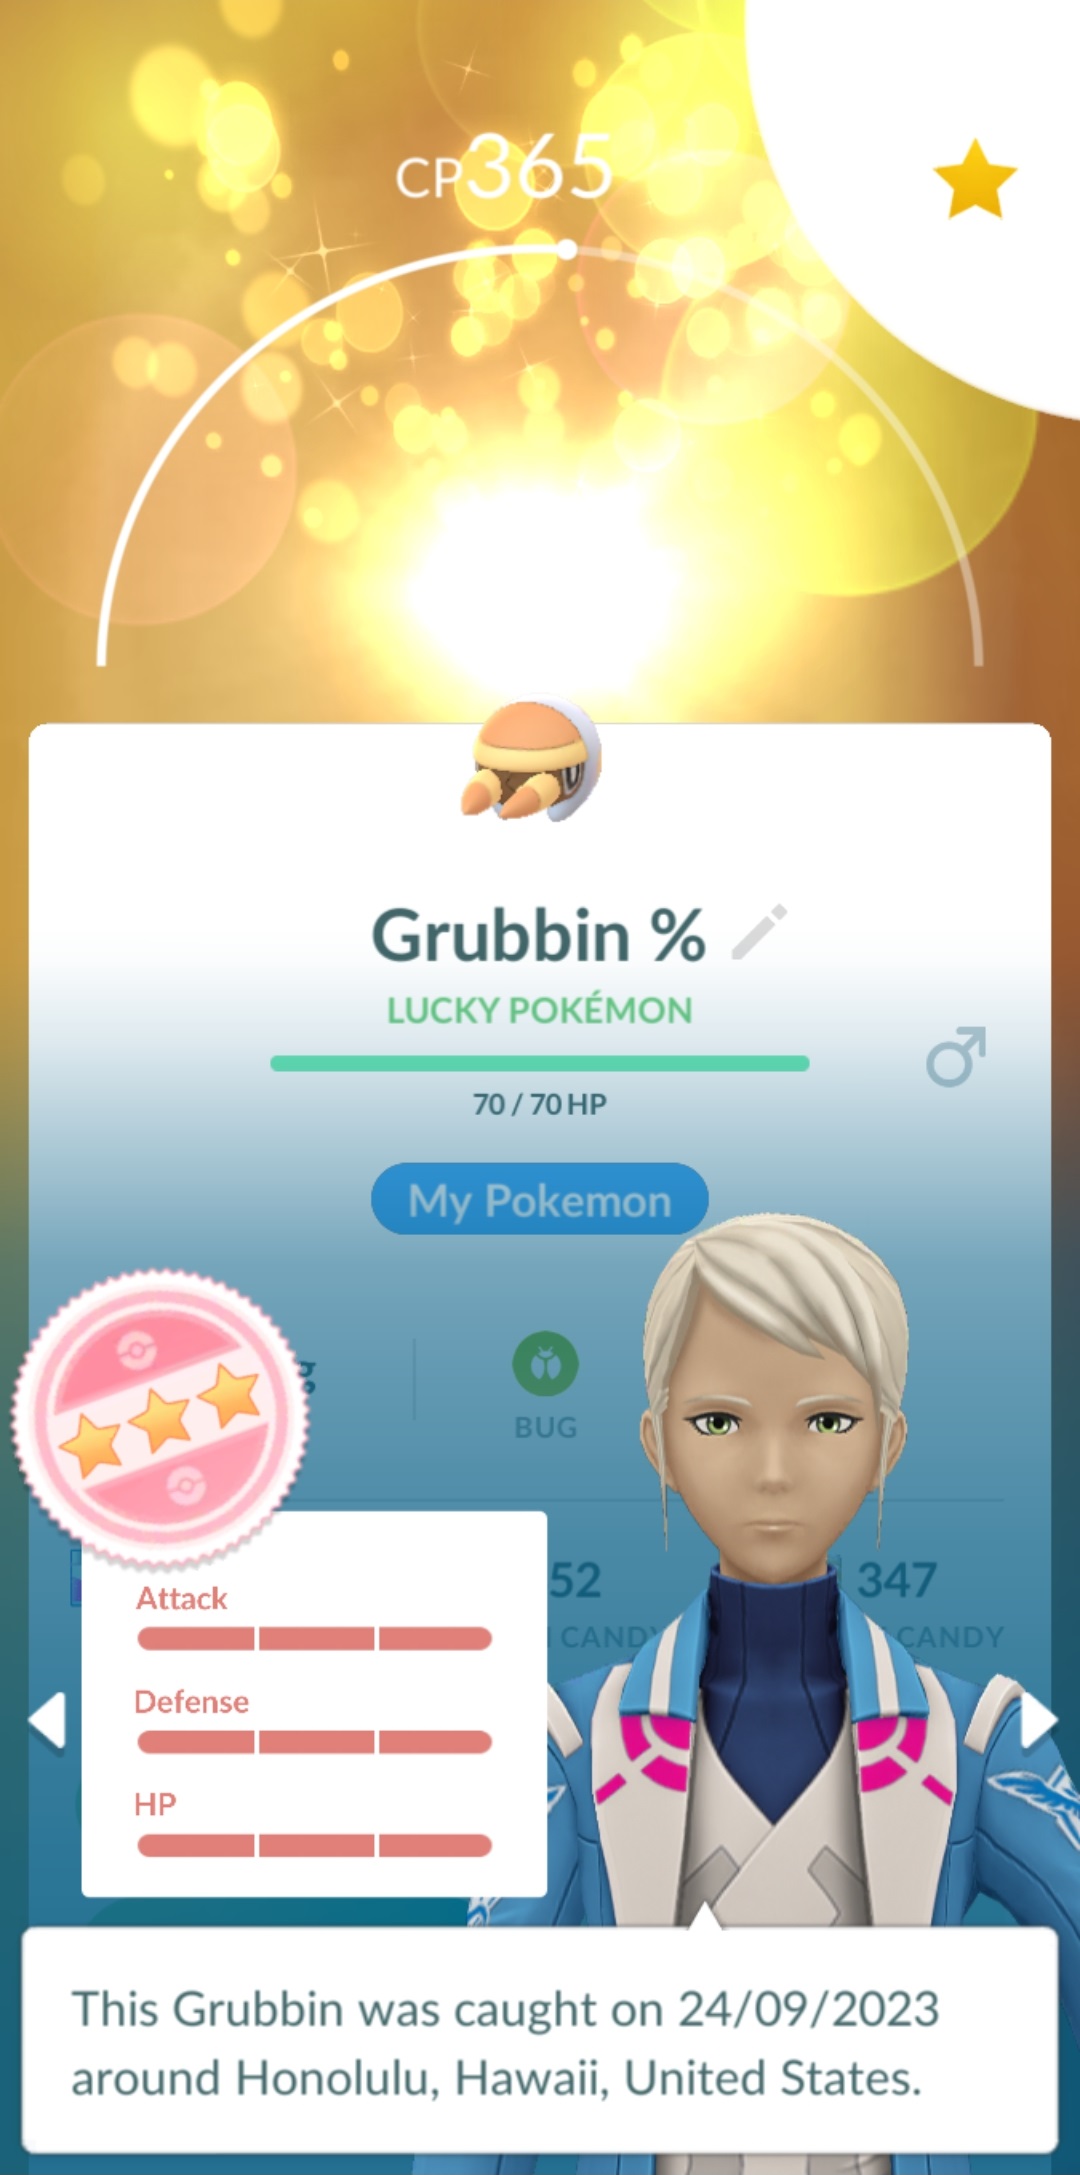 CP365
Grubbin %
LUCKY POKÉMON
70 / 70 HP
My Pokemon
g
BUG
52
347
CANDY
CANDY
Attack
Defense
HP
This Grubbin was caught on 24/09/2023
around Honolulu, Hawaii, United States.